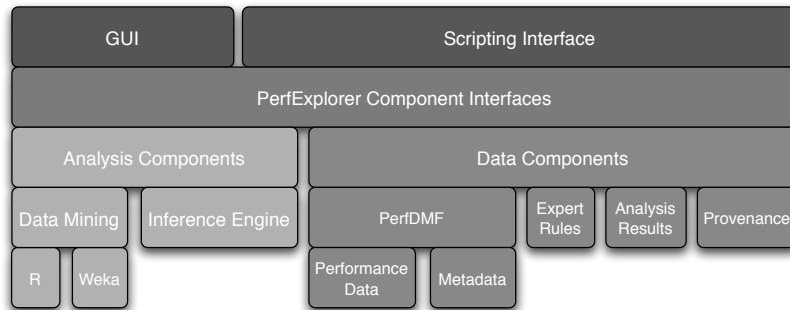 GUI
Scripting Interface
PerfExplorer Component Interfaces
Analysis Components
Data Components
Data Mining
Inference Engine
PerfDMF
Expert
Rules
Analysis
Results
Provenance
R
Weka
Performance
Data
Metadata